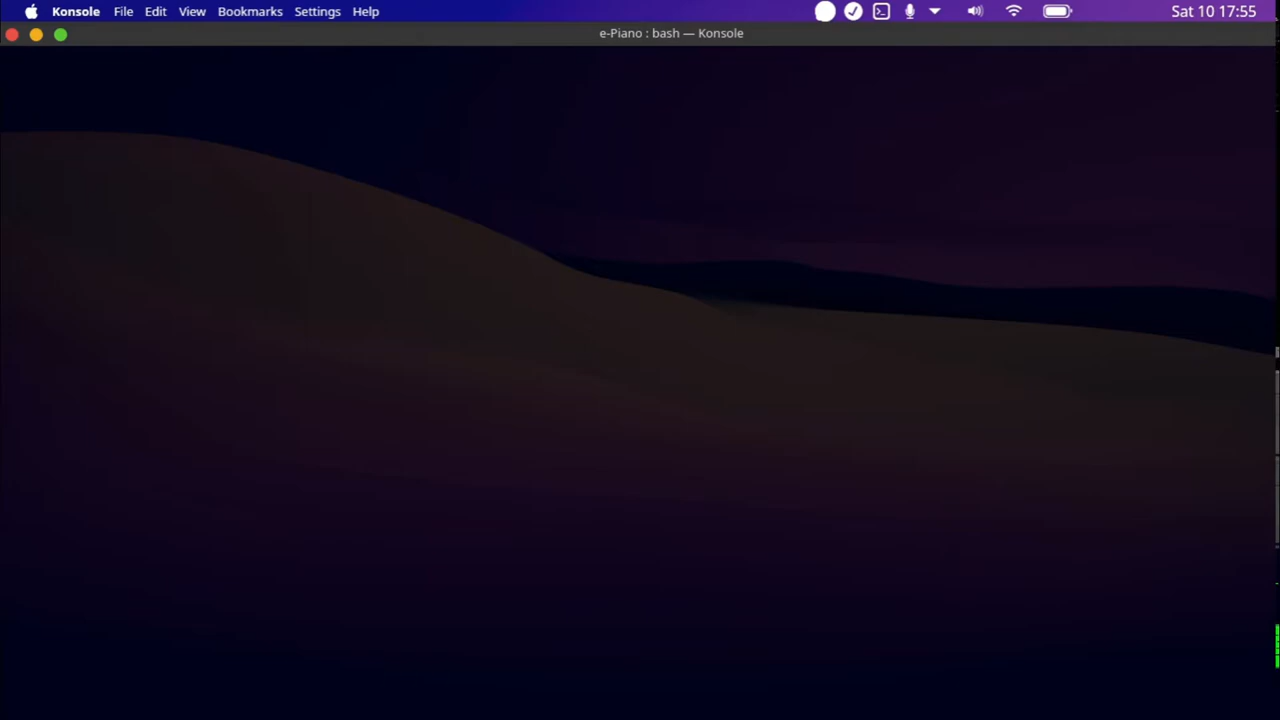 Konsole File Edit View Bookmarks Settings Help Sat 10 17:55
e-Piano : bash — Konsole